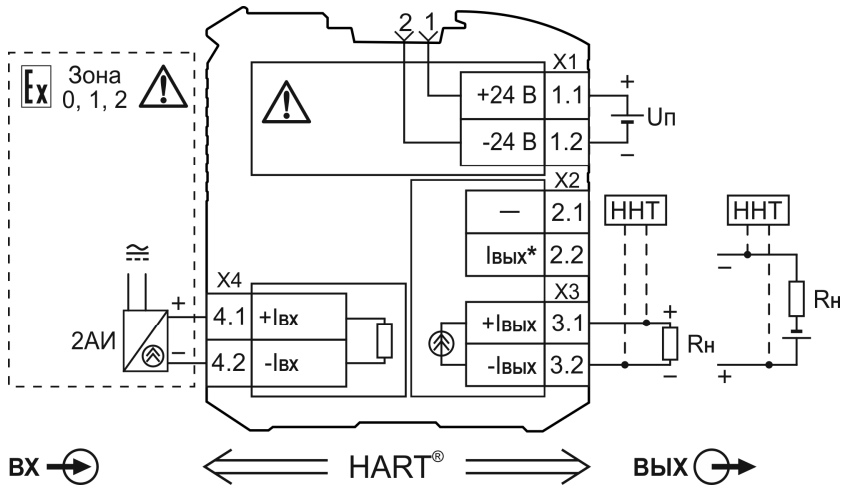 2 1
X1
Ex Зона
0, 1, 2
+24 В 1.1
+
Uп
-24 В 1.2
–
X2
— 2.1
ННТ ННТ
Iвых* 2.2
–
X4
X3
Rн
+
4.1 +Iвх
+Iвых 3.1
+
2АИ
Rн
–
4.2 -Iвх
-Iвых 3.2
–
+
ВХ
HART®
ВЫХ